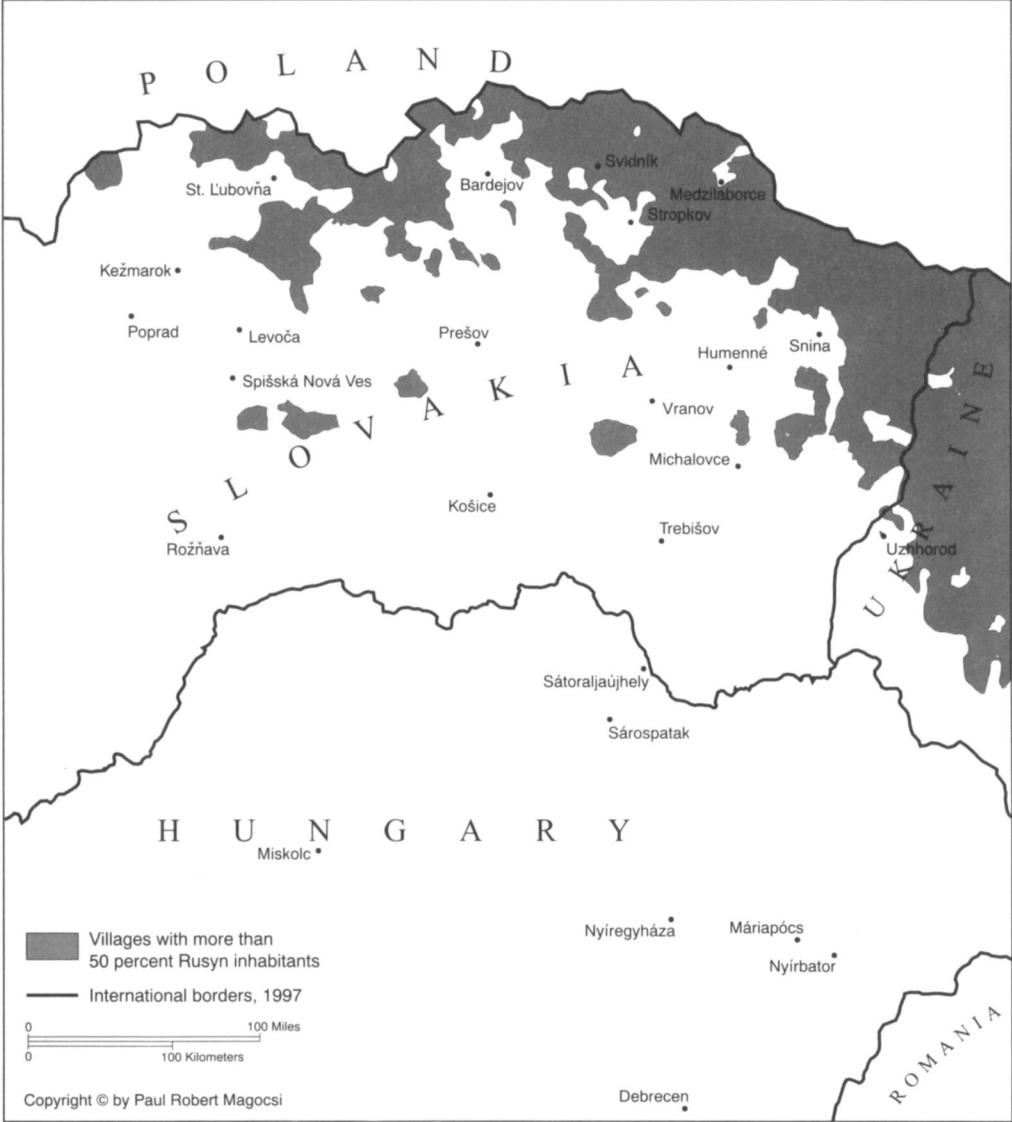 POLAND
Svidník
St. Ľubovňa
Bardejov
Medzilaborce
Stropkov
Kežmarok
Poprad
Levoča
Prešov
Humenné
Snina
Spišská Nová Ves
SLOVAKIA
Vranov
Michalovce
UKRAINE
Košice
Trebišov
Rožňava
Uzhhorod
Sátoraljaújhely
Sárospatak
HUNGARY
Miskolc
Nyíregyháza
Máriapócs
Nyírbator
Villages with more than
50 percent Rusyn inhabitants
International borders, 1997
0 100 Miles
0 100 Kilometers
ROMANIA
Copyright © by Paul Robert Magocsi
Debrecen